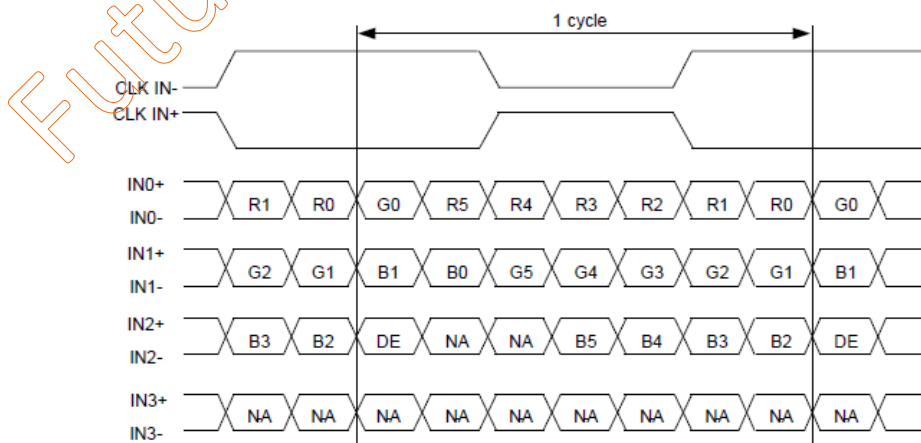 1 cycle
CLK IN-
CLK IN+
IN0+
R1 R0 G0 R5 R4 R3 R2 R1 R0 G0
IN0-
IN1+
G2 G1 B1 B0 G5 G4 G3 G2 G1 B1
IN1-
IN2+
B3 B2 DE NA NA B5 B4 B3 B2 DE
IN2-
IN3+
NA NA NA NA NA NA NA NA NA NA
IN3-
Futu